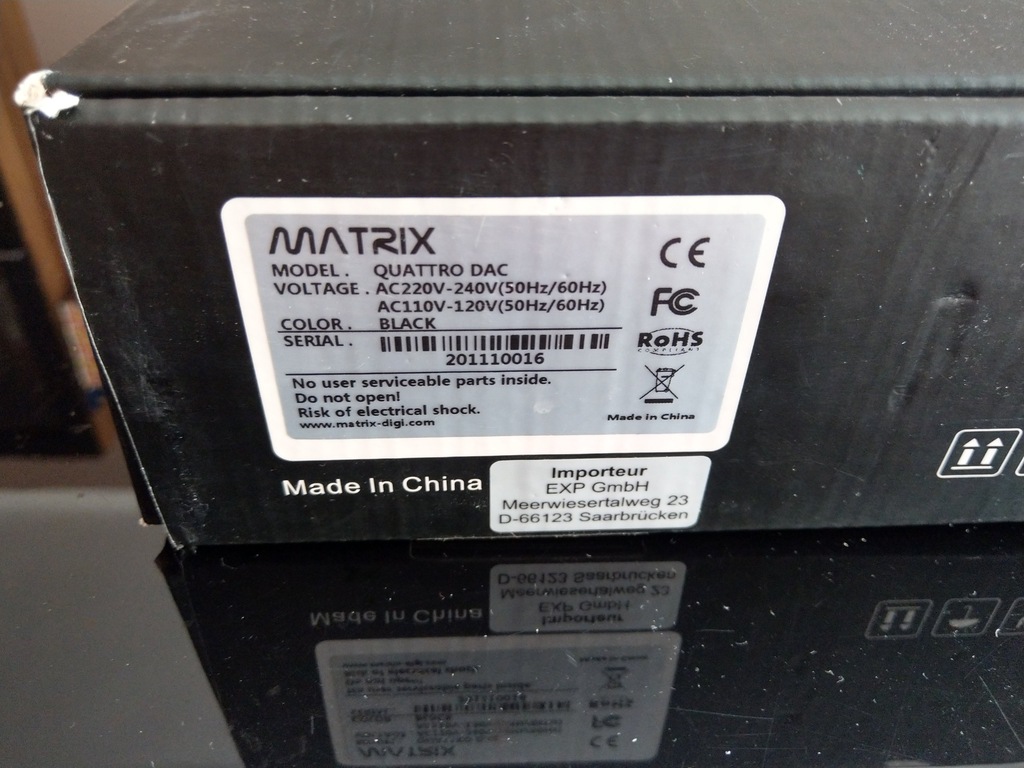 MATRIX
MODEL . QUATTRO DAC
VOLTAGE . AC220V-240V(50Hz/60Hz)
AC110V-120V(50Hz/60Hz)
COLOR . BLACK
SERIAL .
201110016
No user serviceable parts inside.
Do not open!
Risk of electrical shock.
www.matrix-digi.com
CE
FC
RoHS
COMPLIANT
Made in China
Made In China
Importeur
EXP GmbH
Meerwiesertalweg 23
D-66123 Saarbrücken